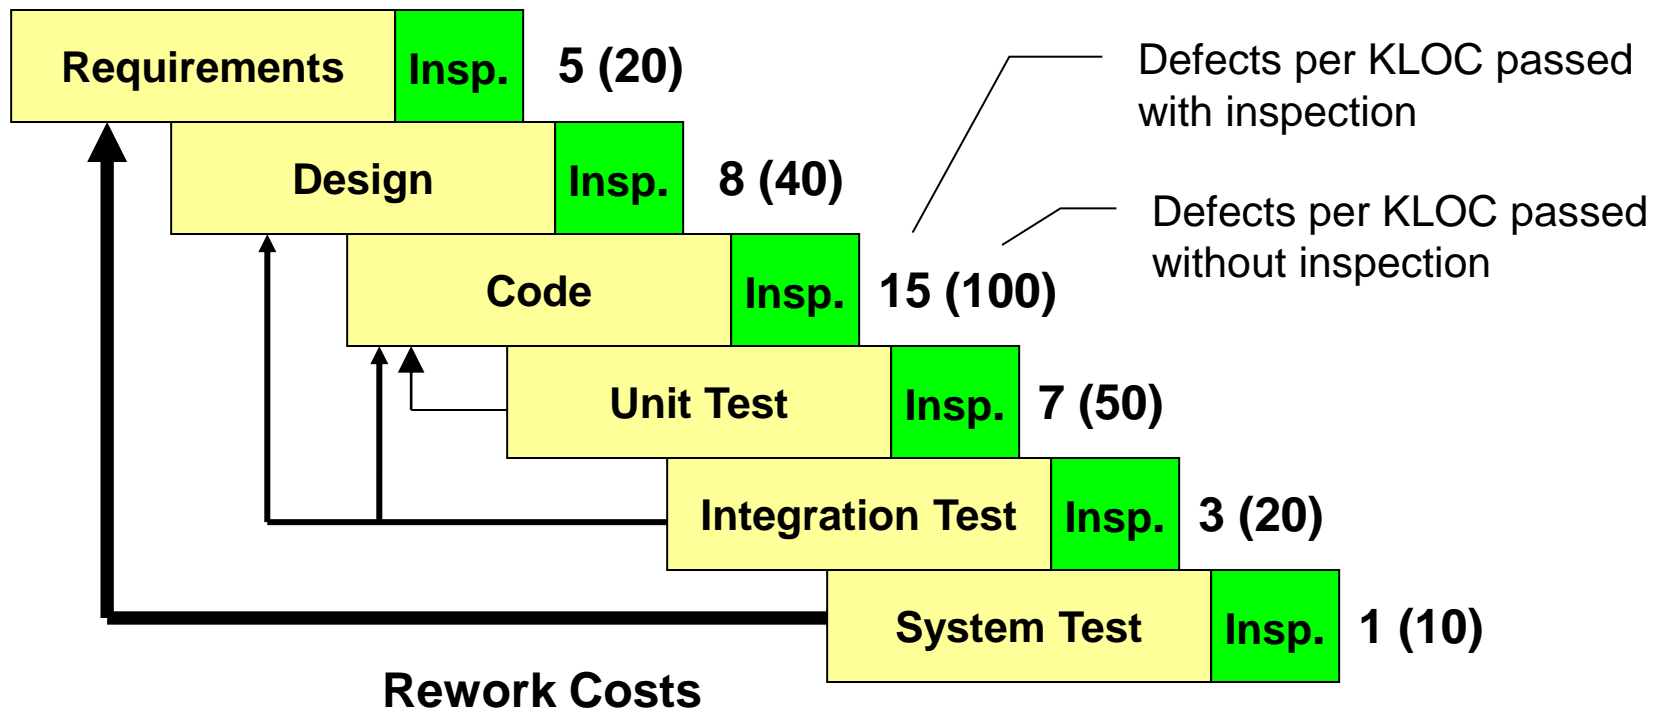 Requirements
Insp.
5 (20)
Defects per KLOC passed
with inspection
Design
Insp.
8 (40)
Defects per KLOC passed
without inspection
Code
Insp.
15 (100)
Unit Test
Insp.
7 (50)
Integration Test
Insp.
3 (20)
System Test
Insp.
1 (10)
Rework Costs